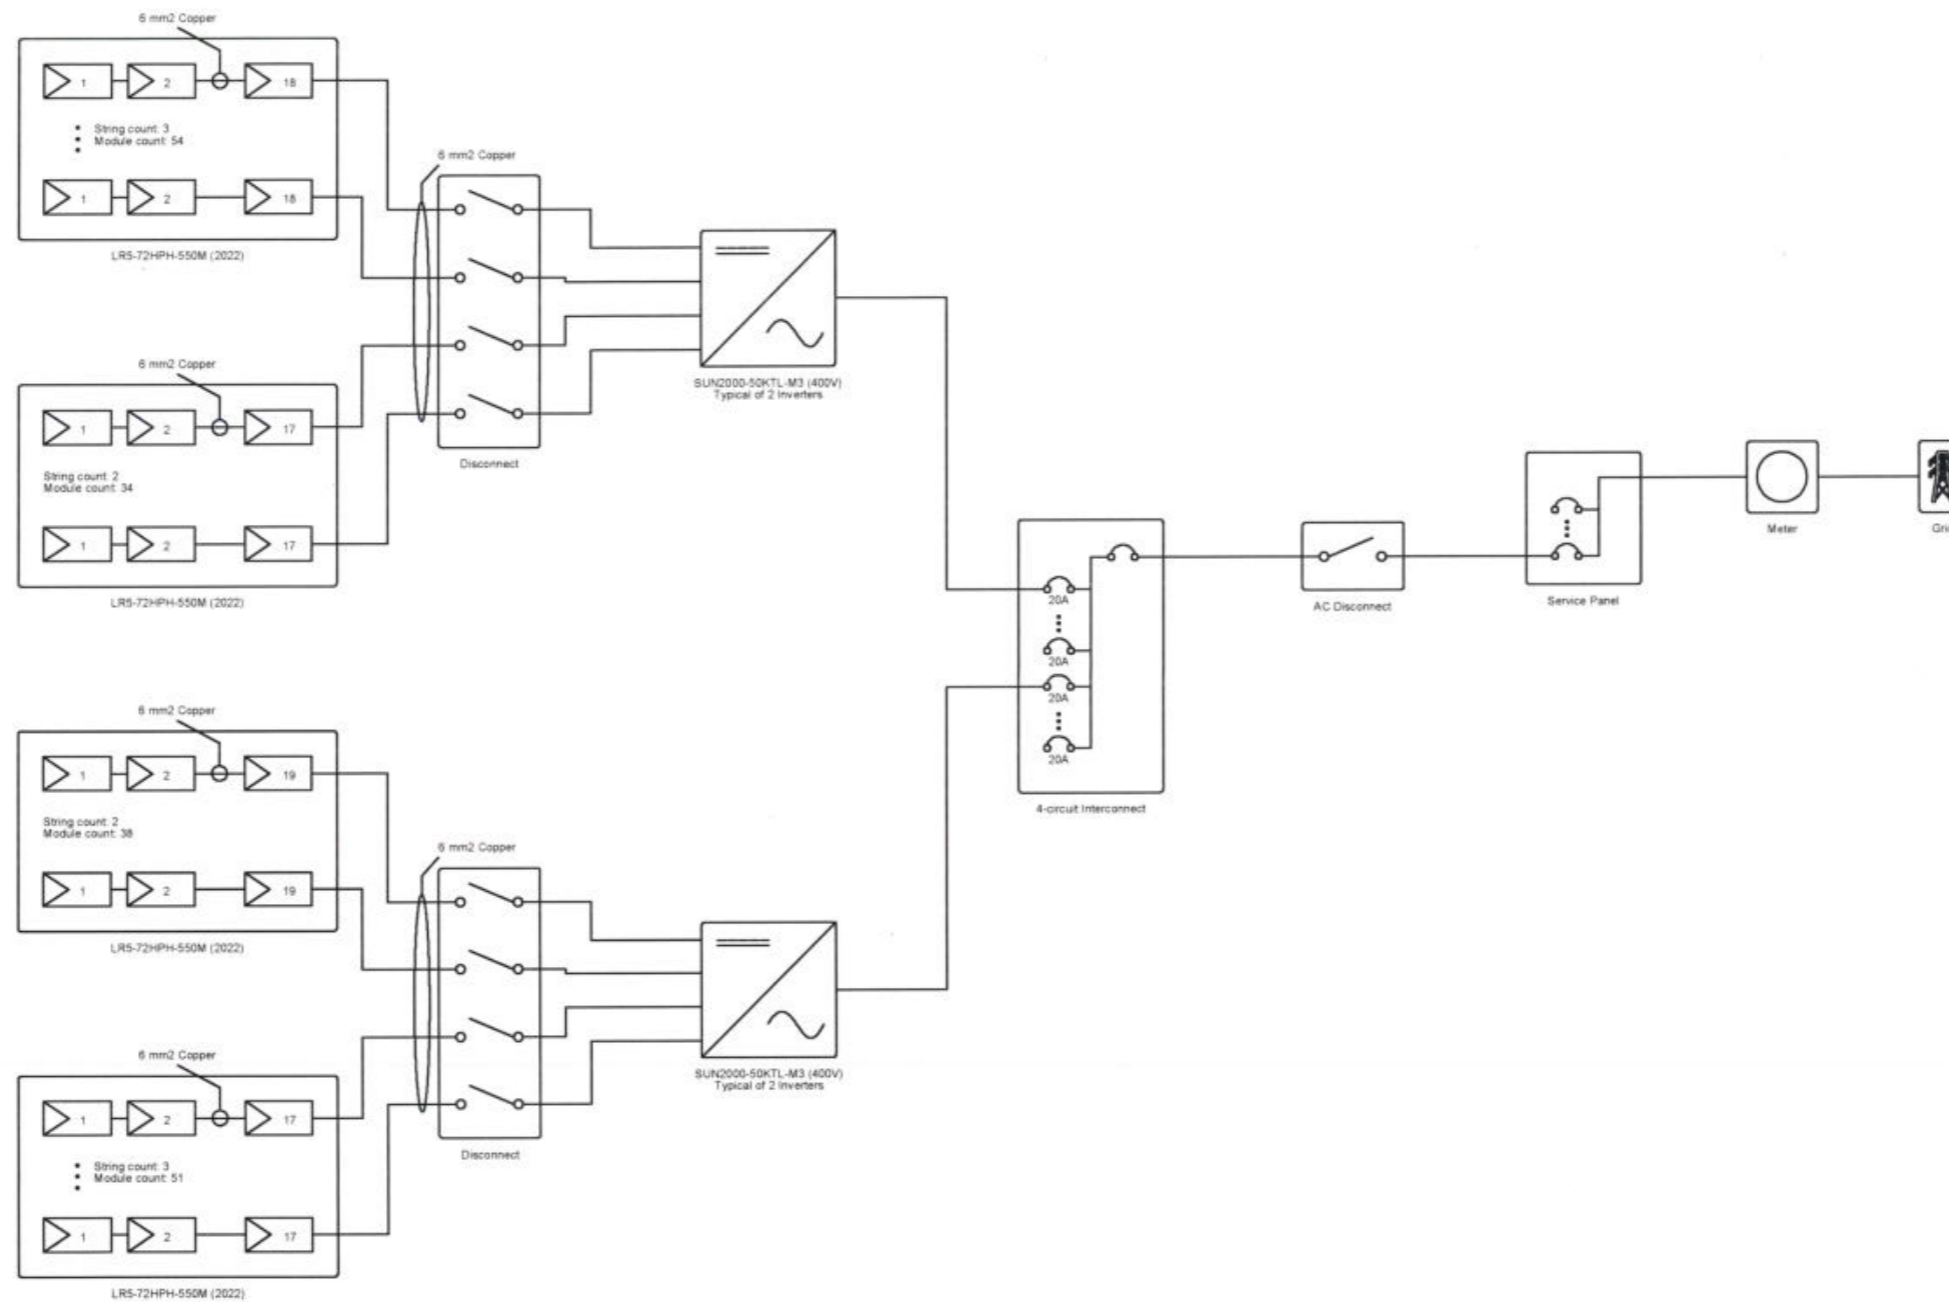 6 mm2 Copper
1 2 18
String count: 3
Module count: 54
1 2 18
LR5-72HPH-550M (2022)
6 mm2 Copper
Disconnect
SUN2000-50KTL-M3 (400V)
Typical of 2 Inverters
6 mm2 Copper
1 2 17
String count: 2
Module count: 34
1 2 17
LR5-72HPH-550M (2022)
20A
20A
20A
20A
4-circuit Interconnect
AC Disconnect
Service Panel
Meter
6 mm2 Copper
1 2 19
String count: 2
Module count: 38
1 2 19
LR5-72HPH-550M (2022)
6 mm2 Copper
Disconnect
SUN2000-50KTL-M3 (400V)
Typical of 2 Inverters
6 mm2 Copper
1 2 17
String count: 3
Module count: 51
1 2 17
LR5-72HPH-550M (2022)